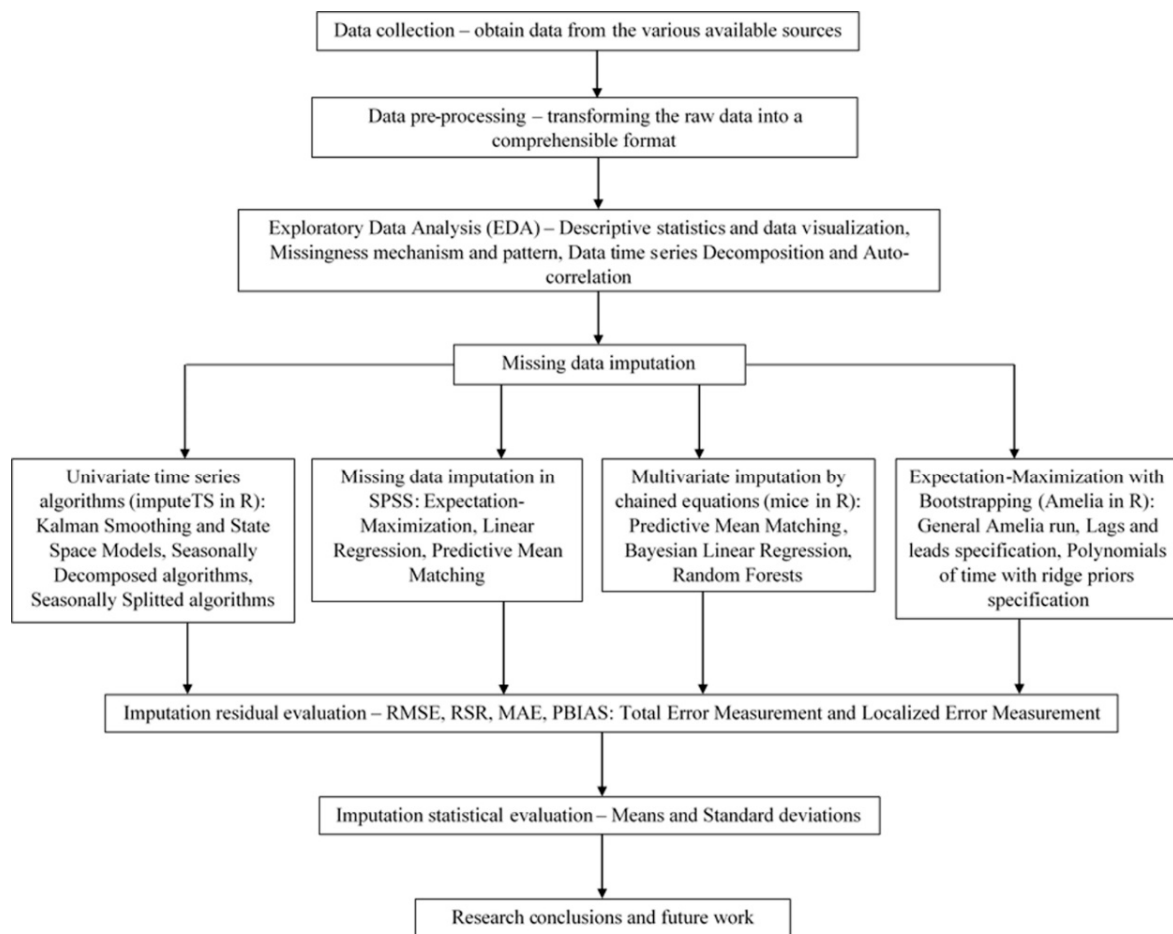 Data collection – obtain data from the various available sources
Data pre-processing – transforming the raw data into a
comprehensible format
Exploratory Data Analysis (EDA) – Descriptive statistics and data visualization,
Missingness mechanism and pattern, Data time series Decomposition and Auto-
correlation
Missing data imputation
Univariate time series
algorithms (imputeTS in R):
Kalman Smoothing and State
Space Models, Seasonally
Decomposed algorithms,
Seasonally Splitted algorithms
Missing data imputation in
SPSS: Expectation-
Maximization, Linear
Regression, Predictive Mean
Matching
Multivariate imputation by
chained equations (mice in R):
Predictive Mean Matching,
Bayesian Linear Regression,
Random Forests
Expectation-Maximization with
Bootstrapping (Amelia in R):
General Amelia run, Lags and
leads specification, Polynomials
of time with ridge priors
specification
Imputation residual evaluation – RMSE, RSR, MAE, PBIAS: Total Error Measurement and Localized Error Measurement
Imputation statistical evaluation – Means and Standard deviations
Research conclusions and future work